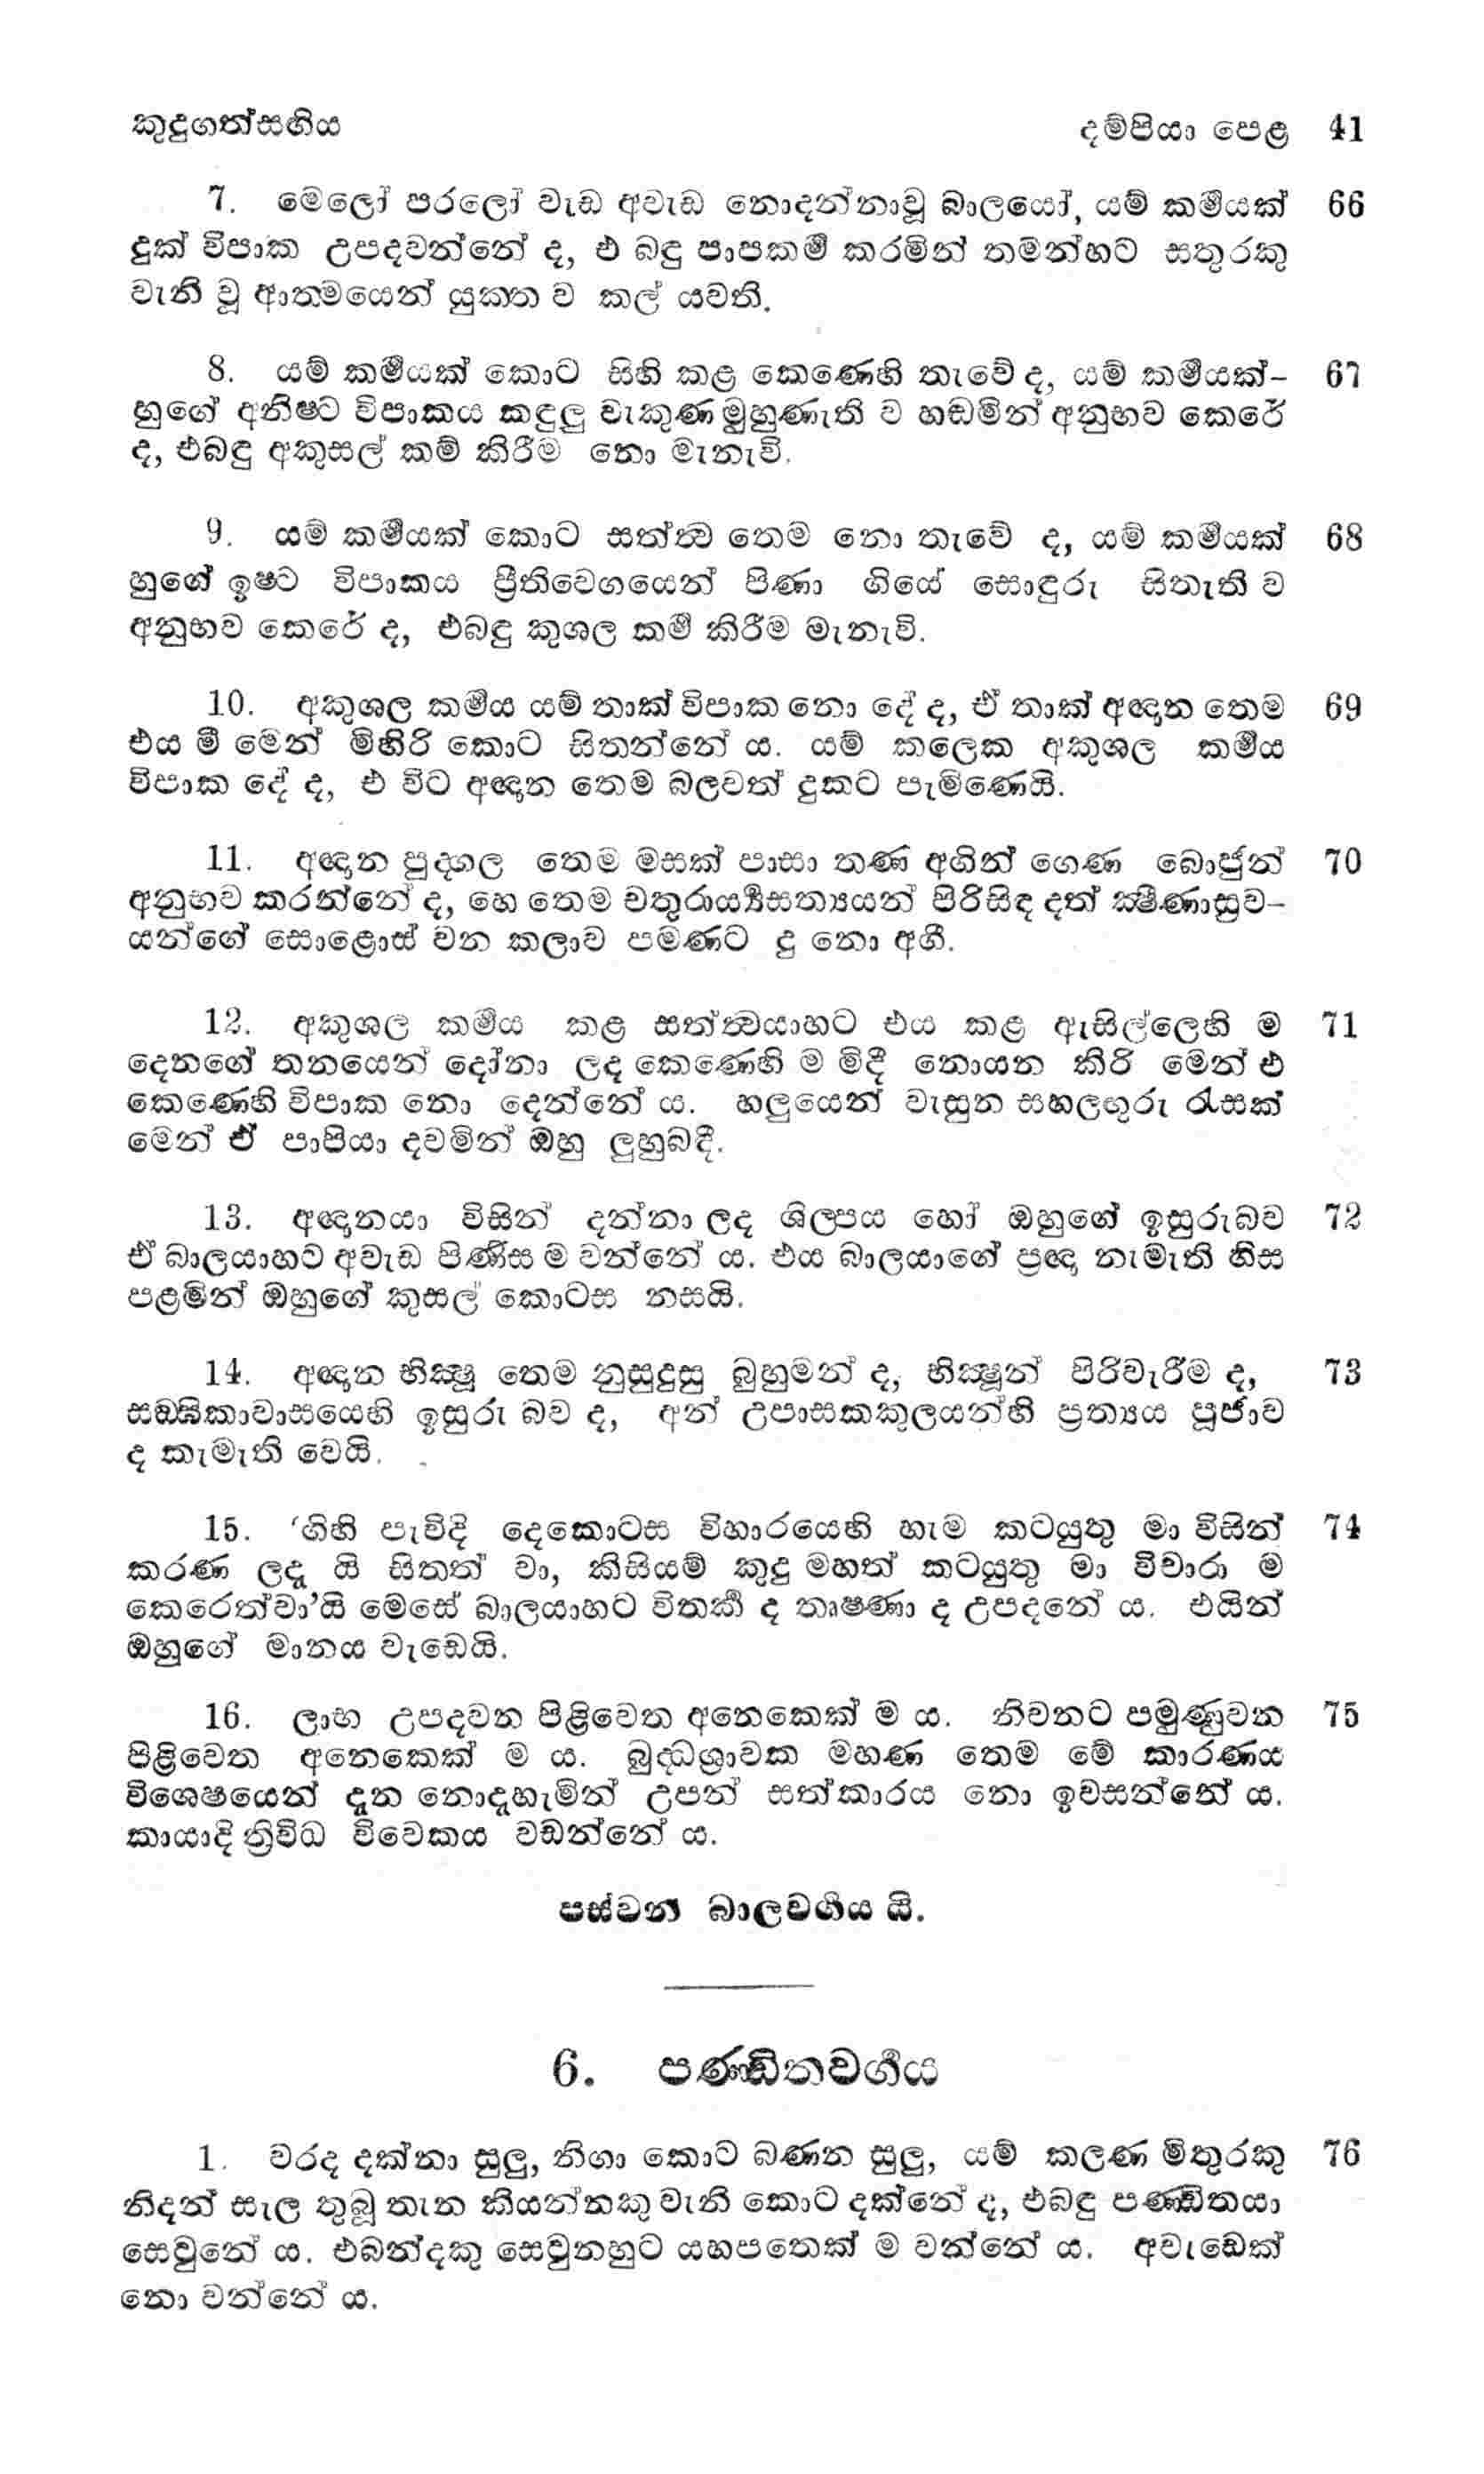 කුදුගත්සඟිය දම්පියා පෙළ 41
7. මෙලෝ පරලෝ වැඩ අවැඩ නොදන්නාවූ බාලයෝ, යම් කර්‍මයක් 66
දුක් විපාක උපදවන්නේ ද, එ බඳු පාපකර්‍ම කරමින් තමන්හට සතුරකු
වැනි වූ ආත්‍මයෙන් යුක්‍ත ව කල් යවති.
8. යම් කර්‍මයක් කොට සිහි කළ කෙණෙහි තැවේ ද, යම් කර්‍මයක්- 67
හුගේ අනිෂ්ට විපාකය කඳුලු වැකුණ මුහුණැති ව හඬමින් අනුභව කෙරේ
ද, එබඳු අකුසල් කම් කිරීම නො මැනැවි.
9. යම් කර්‍මයක් කොට සත්ත්‍ව තෙම නො තැවේ ද, යම් කර්‍මයක් 68
හුගේ ඉෂ්ට විපාකය ප්‍රීතිවෙගයෙන් පිණා ගියේ සොඳුරු සිතැති ව
අනුභව කෙරේ ද, එබඳු කුශල කර්‍ම කිරීම මැනැවි.
10. අකුශල කර්‍මය යම් තාක් විපාක නො දේ ද, ඒ තාක් අඥාන තෙම 69
එය මී මෙන් මිහිරි කොට සිතන්නේ ය. යම් කලෙක අකුශල කර්‍මය
විපාක දේ ද, එ විට අඥාන තෙම බලවත් දුකට පැමිණෙයි.
11. අඥාන පුද්ගල තෙම මසක් පාසා තණ අගින් ගෙණ බොජුන් 70
අනුභව කරන්නේ ද, හෙ තෙම චතුරාර්‍ය්‍යසත්‍යයන් පිරිසිඳ දත් ක්‍ෂීණාස්‍රව-
යන්ගේ සොළොස් වන කලාව පමණට දු නො අගී.
12. අකුශල කර්‍මය කළ සත්ත්‍වයාහට එය කළ ඇසිල්ලෙහි ම 71
දෙනගේ තනයෙන් දෝනා ලද කෙණෙහි ම මිදී නොයන කිරි මෙන් එ
කෙණෙහි විපාක නො දෙන්නේ ය. හලුයෙන් වැසුන සහලඟුරු රැසක්
මෙන් ඒ පාපියා දවමින් ඔහු ලුහුබඳී.
13. අඥානයා විසින් දන්නා ලද ශිල්පය හෝ ඔහුගේ ඉසුරුබව 72
ඒ බාලයාහට අවැඩ පිණිස ම වන්නේ ය. එය බාලයාගේ ප්‍රඥා නැමැති හිස
පළමින් ඔහුගේ කුසල් කොටස නසයි.
14. අඥාන භික්‍ෂු තෙම නුසුදුසු බුහුමන් ද, භික්‍ෂූන් පිරිවැරීම ද, 73
සඞ්ඝිකාවාසයෙහි ඉසුරු බව ද, අන් උපාසකකුලයන්හි ප්‍රත්‍යය පූජාව
ද කැමැති වෙයි.
15. ‘ගිහි පැවිදි දෙකොටස විහාරයෙහි හැම කටයුතු මා විසින් 74
කරණ ලදැ යි සිතත් වා, කිසියම් කුදු මහත් කටයුතු මා විචාරා ම
කෙරෙත්වා’යි මෙසේ බාලයාහට විතර්‍ක ද තෘෂ්ණා ද උපදනේ ය. එයින්
ඔහුගේ මානය වැඩෙයි.
16. ලාභ උපදවන පිළිවෙත අනෙකෙක් ම ය. නිවනට පමුණුවන 75
පිළිවෙත අනෙකෙක් ම ය. බුද්ධශ්‍රාවක මහණ තෙම මේ කාරණය
විශෙෂයෙන් දැන නොදැහැමින් උපන් සත්කාරය නො ඉවසන්නේ ය.
කායාදි ත්‍රිවිධ විවෙකය වඩන්නේ ය.
පස්වන බාලවර්‍ගය යි.
6. පණ්ඩිතවර්‍ගය
1. වරද දක්නා සුලු, නිගා කොට බණන සුලු, යම් කලණ මිතුරකු 76
නිදන් සැල තුබූ තැන කියන්නකු වැනි කොට දක්නේ ද, එබඳු පණ්ඩිතයා
සෙවුනේ ය. එබන්දකු සෙවුනහුට යහපතෙක් ම වන්නේ ය. අවැඩෙක්
නො වන්නේ ය.